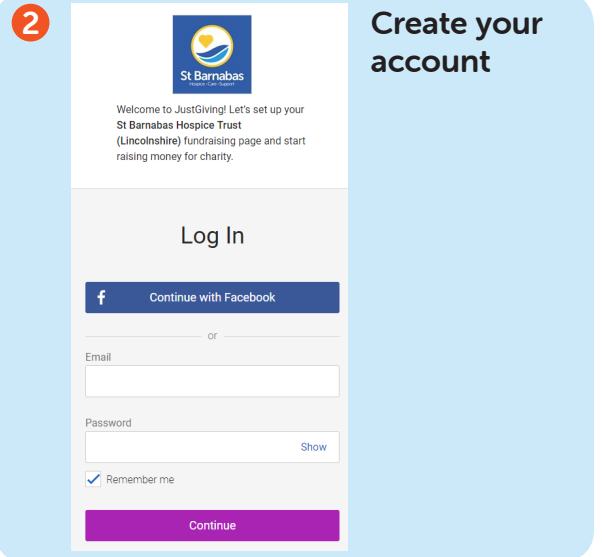 2
Create your
account
St Barnabas
Hospice • Care • Support
Welcome to JustGiving! Let's set up your
St Barnabas Hospice Trust
(Lincolnshire) fundraising page and start
raising money for charity.
Log In
f
Continue with Facebook
or
Email
Password
Show
Remember me
Continue